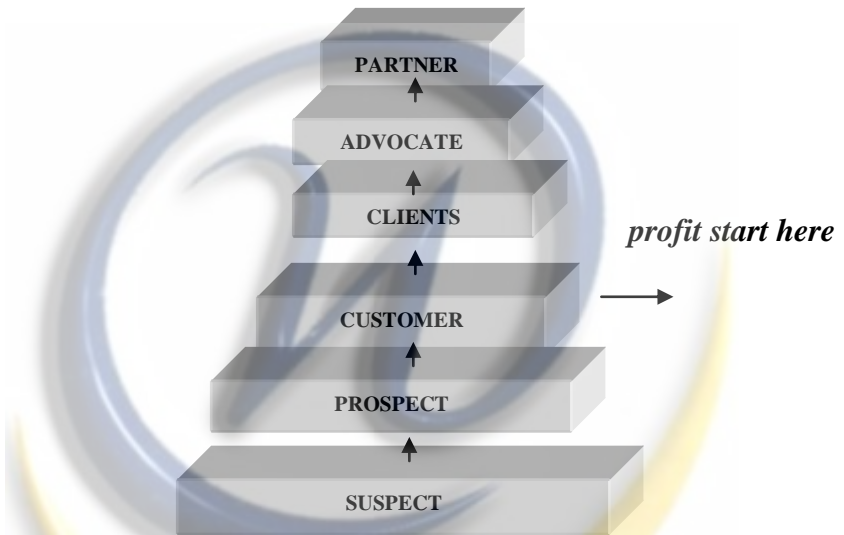 PARTNER
ADVOCATE
CLIENTS
profit start here
CUSTOMER
PROSPECT
SUSPECT